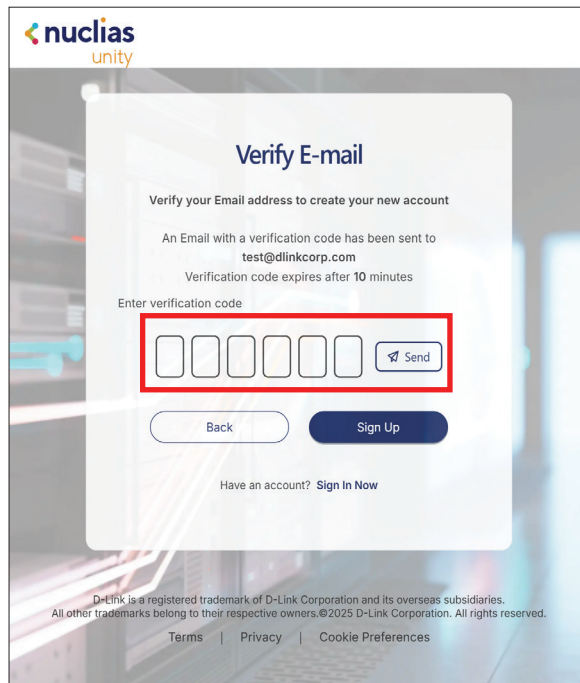 nuclias
unity
Verify E-mail
Verify your Email address to create your new account
An Email with a verification code has been sent to
test@dlinkcorp.com
Verification code expires after 10 minutes
Enter verification code
Send
Back Sign Up
Have an account? Sign In Now
D-Link is a registered trademark of D-Link Corporation and its overseas subsidiaries.
All other trademarks belong to their respective owners.©2025 D-Link Corporation. All rights reserved.
Terms | Privacy | Cookie Preferences